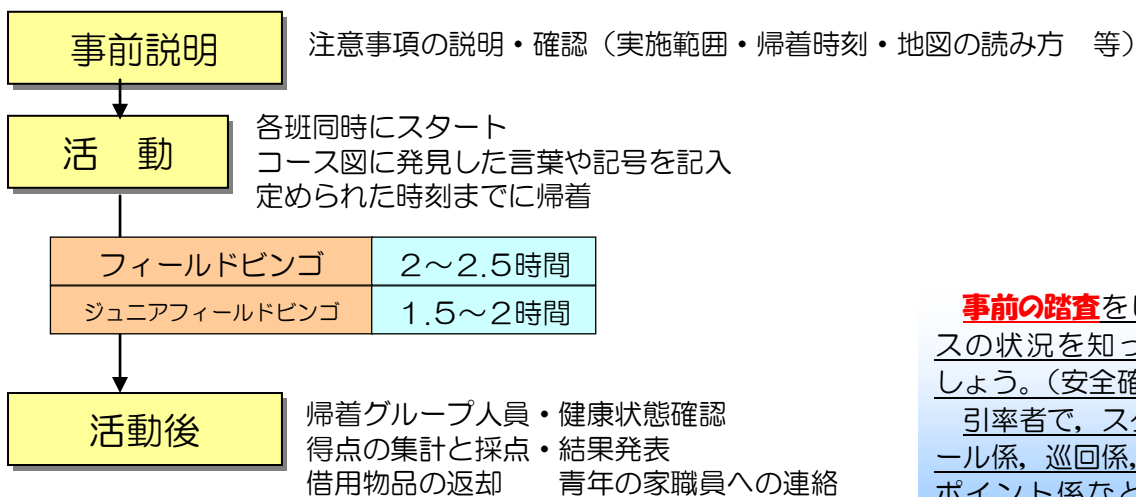 事前説明
注意事項の説明・確認(実施範囲・帰着時刻・地図の読み方　等)
活　動
各班同時にスタート
コース図に発見した言葉や記号を記入
定められた時刻までに帰着
フィールドビンゴ　２～２.５時間
ジュニアフィールドビンゴ　１.５～２時間
活動後
帰着グループ人員・健康状態確認
得点の集計と採点・結果発表
借用物品の返却　　青年の家職員への連絡
事前の踏査を
スの状況を知っ
しょう。(安全確
引率者で，ス
ール係，巡回係，
ポイント係など